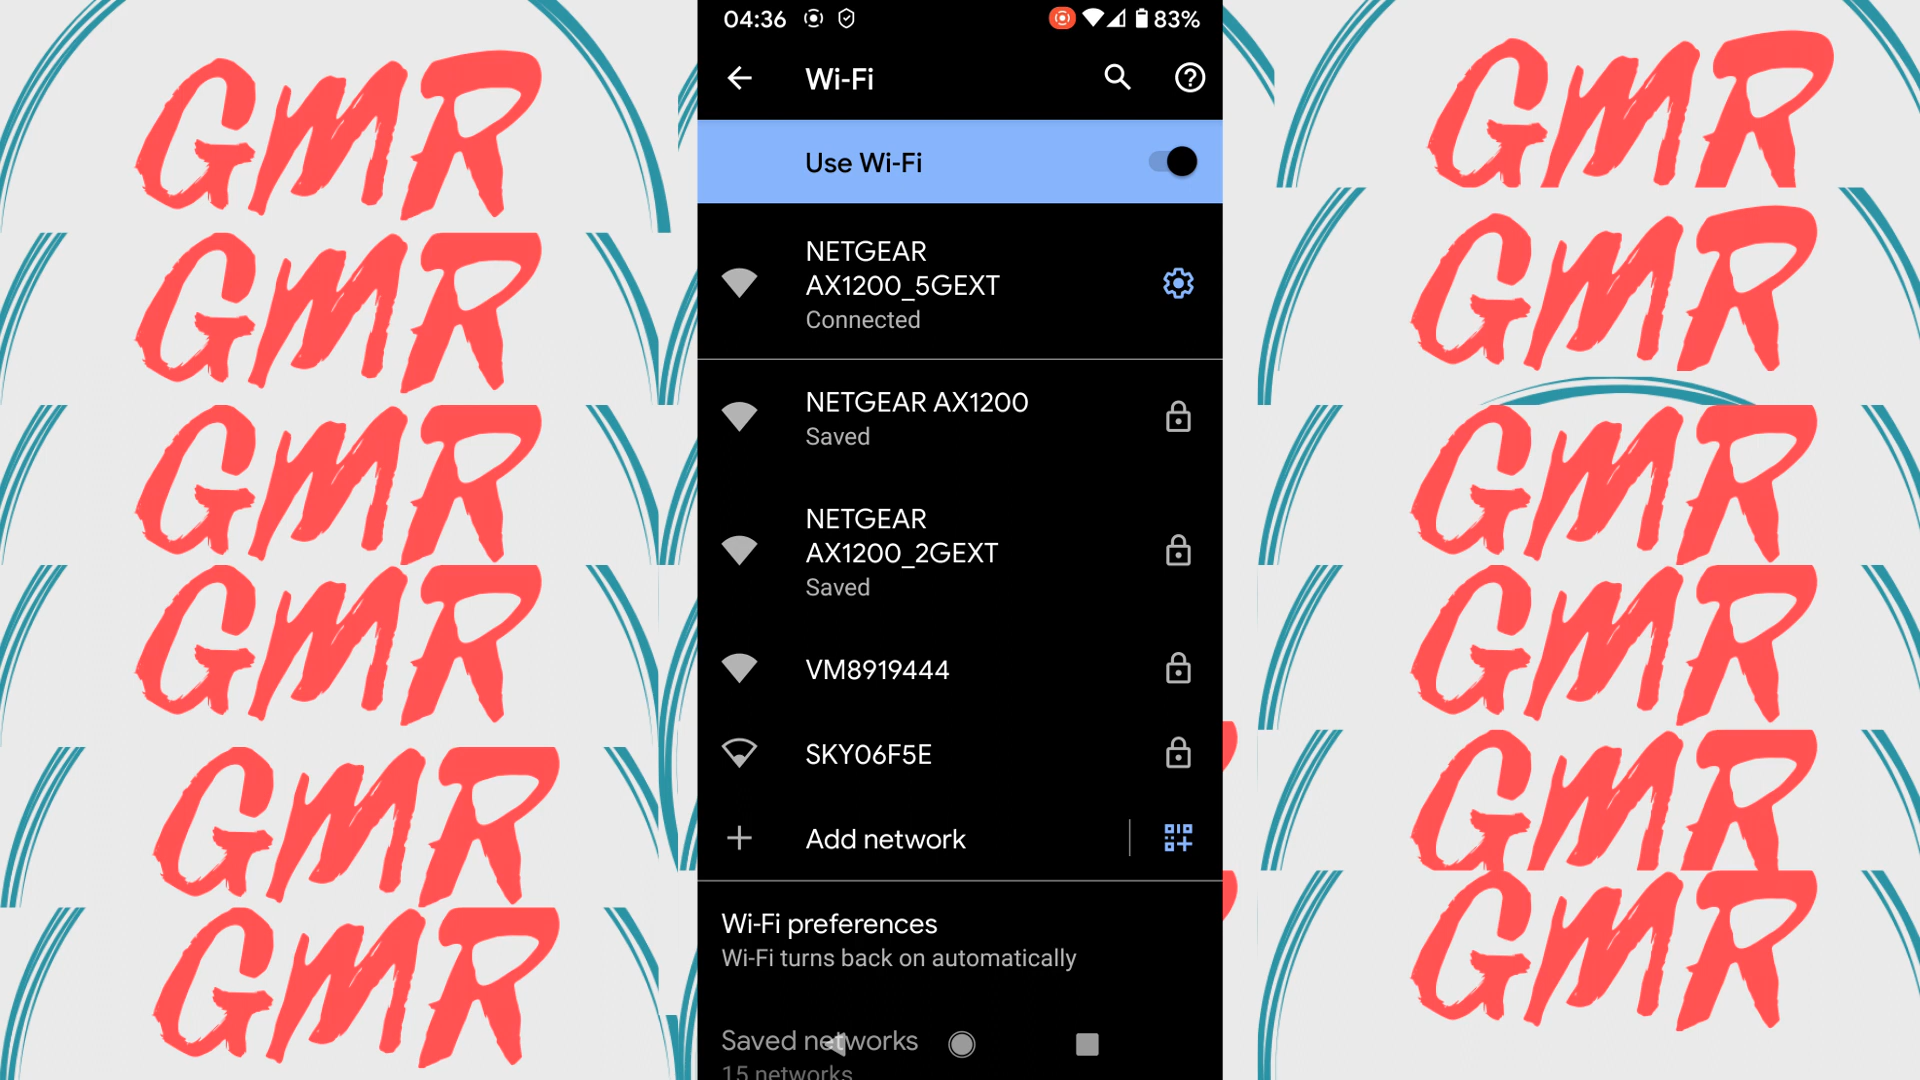 04:36
83%
Wi-Fi
Use Wi-Fi
NETGEAR
AX1200_5GEXT
Connected
NETGEAR AX1200
Saved
NETGEAR
AX1200_2GEXT
Saved
VM8919444
SKY06F5E
Add network
Wi-Fi preferences
Wi-Fi turns back on automatically
Saved networks
15 networks
GMR
GMR
GMR
GMR
GMR
GMR
GMR
GMR
GMR
GMR
GMR
GMR